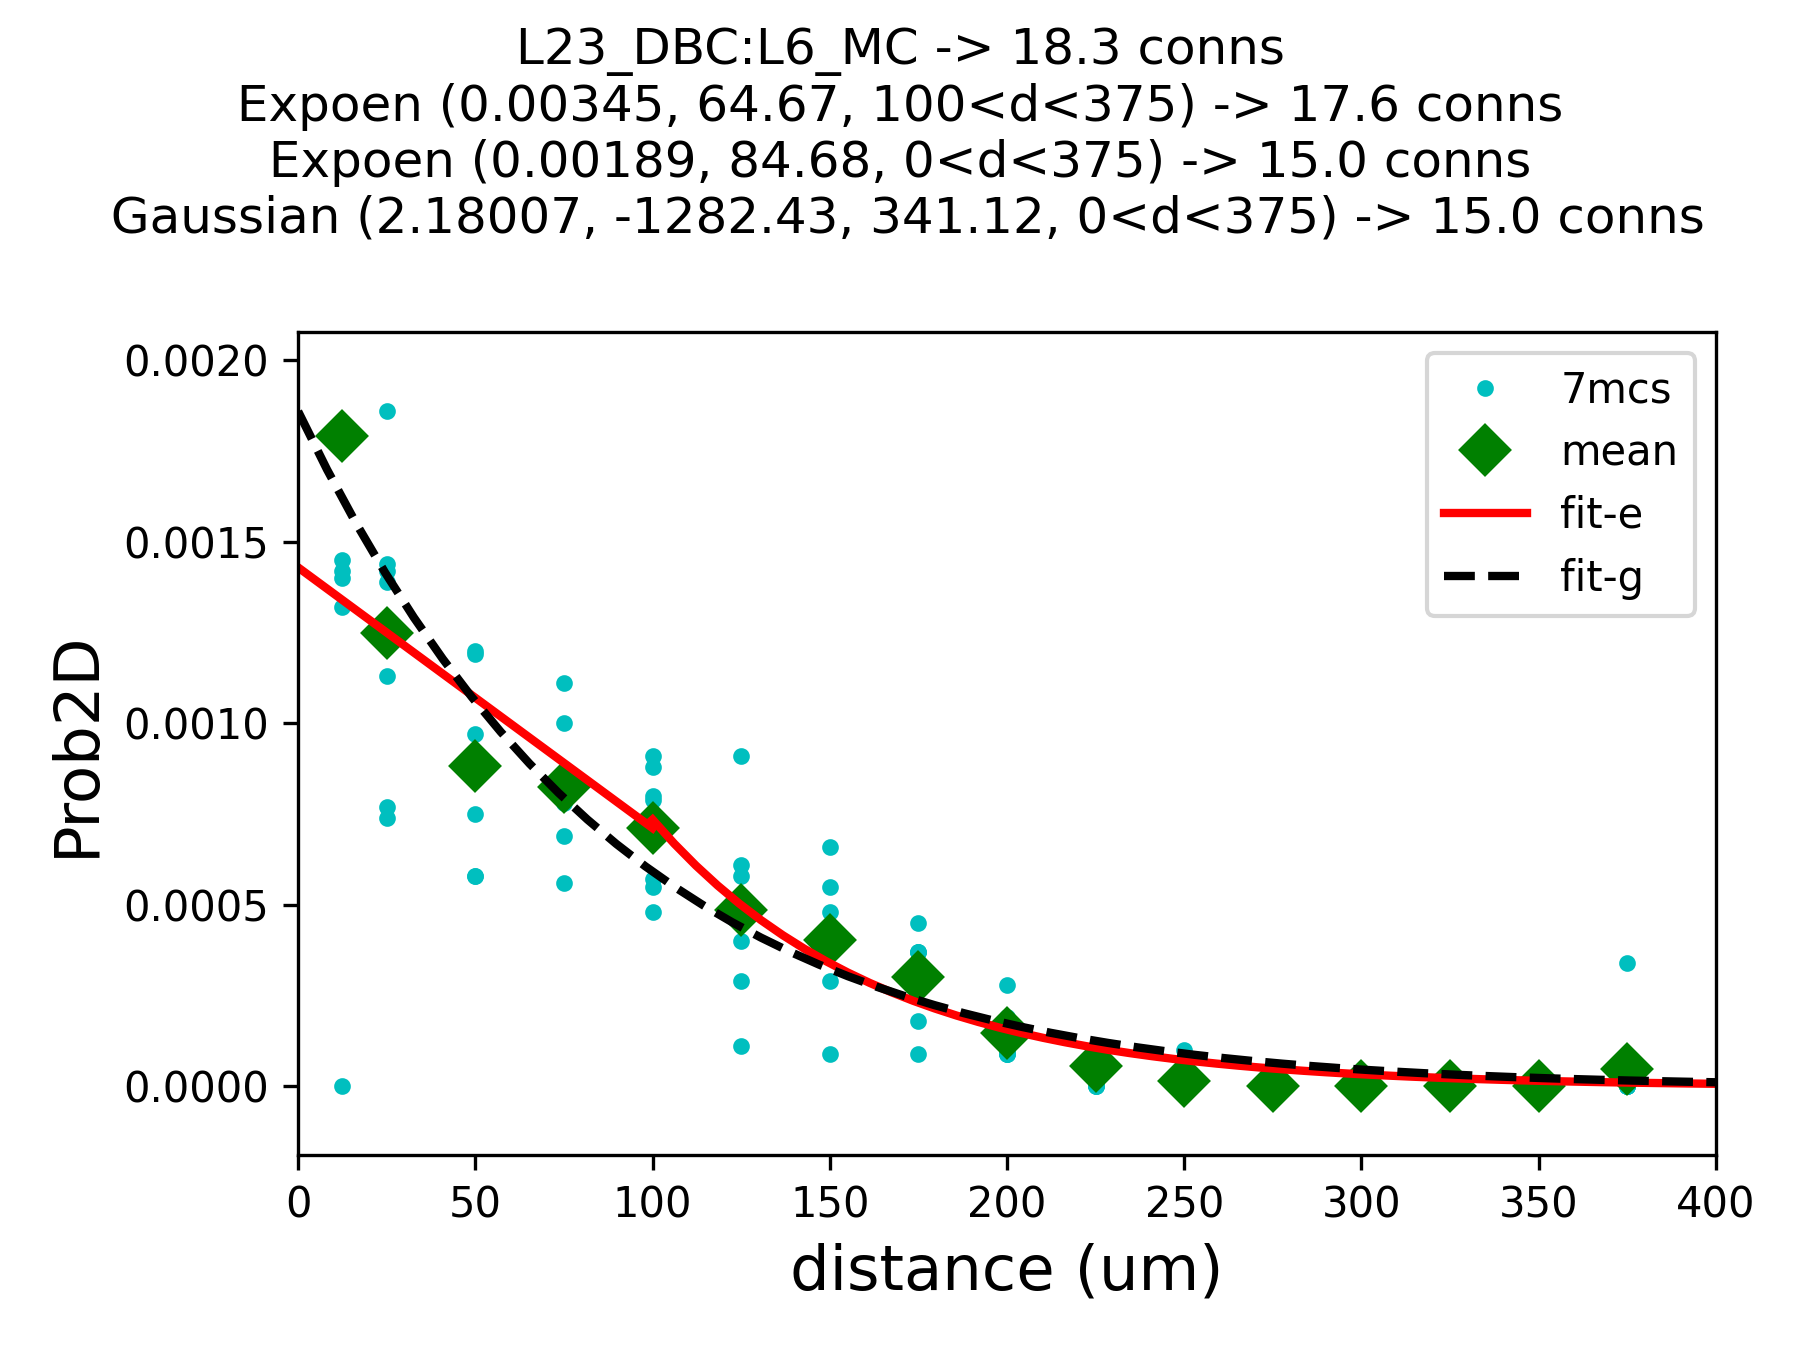 L23_DBC:L6_MC -> 18.3 conns
Expoen (0.00345, 64.67, 100<d<375) -> 17.6 conns
Expoen (0.00189, 84.68, 0<d<375) -> 15.0 conns
Gaussian (2.18007, -1282.43, 341.12, 0<d<375) -> 15.0 conns
0.0020
0.0015
0.0010
0.0005
0.0000
Prob2D
7mcs
mean
fit-e
fit-g
0 50 100 150 200 250 300 350 400
distance (um)